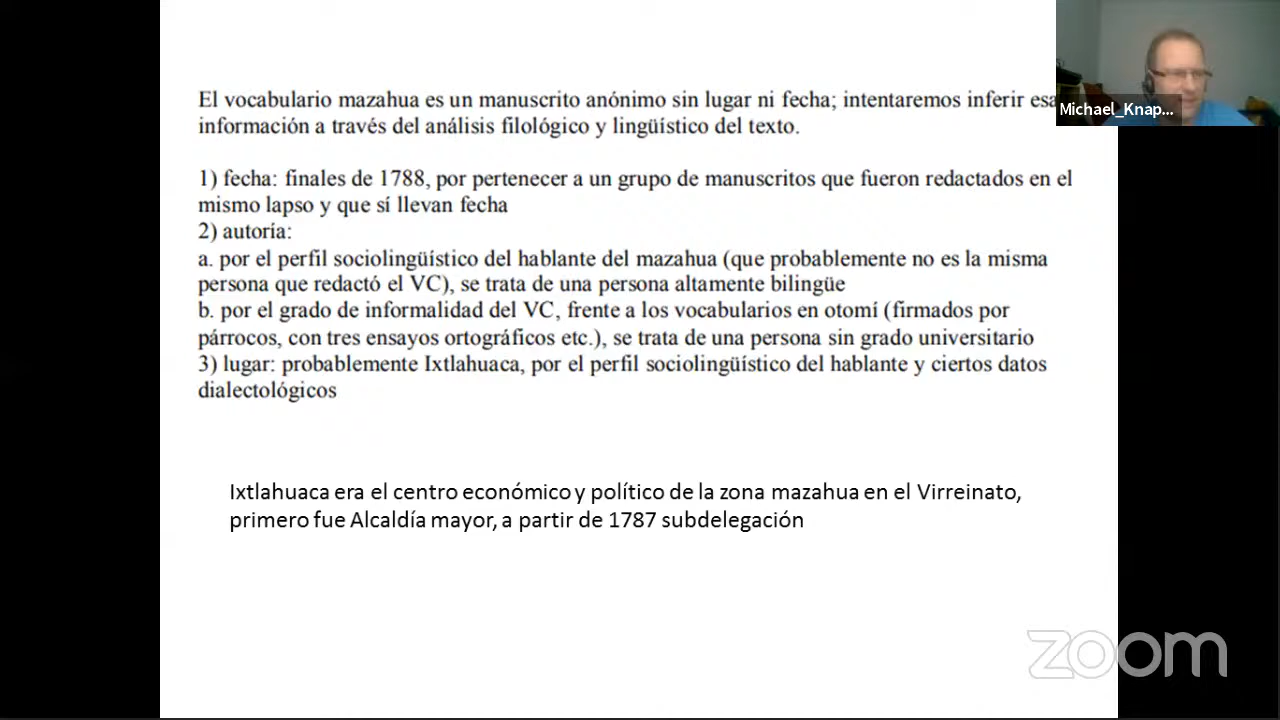 El vocabulario mazahua es un manuscrito anónimo sin lugar ni fecha; intentaremos inferir esa
información a través del análisis filológico y lingüístico del texto.
1) fecha: finales de 1788, por pertenecer a un grupo de manuscritos que fueron redactados en el
mismo lapso y que sí llevan fecha
2) autoría:
a. por el perfil sociolingüístico del hablante del mazahua (que probablemente no es la misma
persona que redactó el VC), se trata de una persona altamente bilingüe
b. por el grado de informalidad del VC, frente a los vocabularios en otomí (firmados por
párrocos, con tres ensayos ortográficos etc.), se trata de una persona sin grado universitario
3) lugar: probablemente Ixtlahuaca, por el perfil sociolingüístico del hablante y ciertos datos
dialectológicos
Ixtlahuaca era el centro económico y político de la zona mazahua en el Virreinato,
primero fue Alcaldía mayor, a partir de 1787 subdelegación
Michael_Knap...
zoom